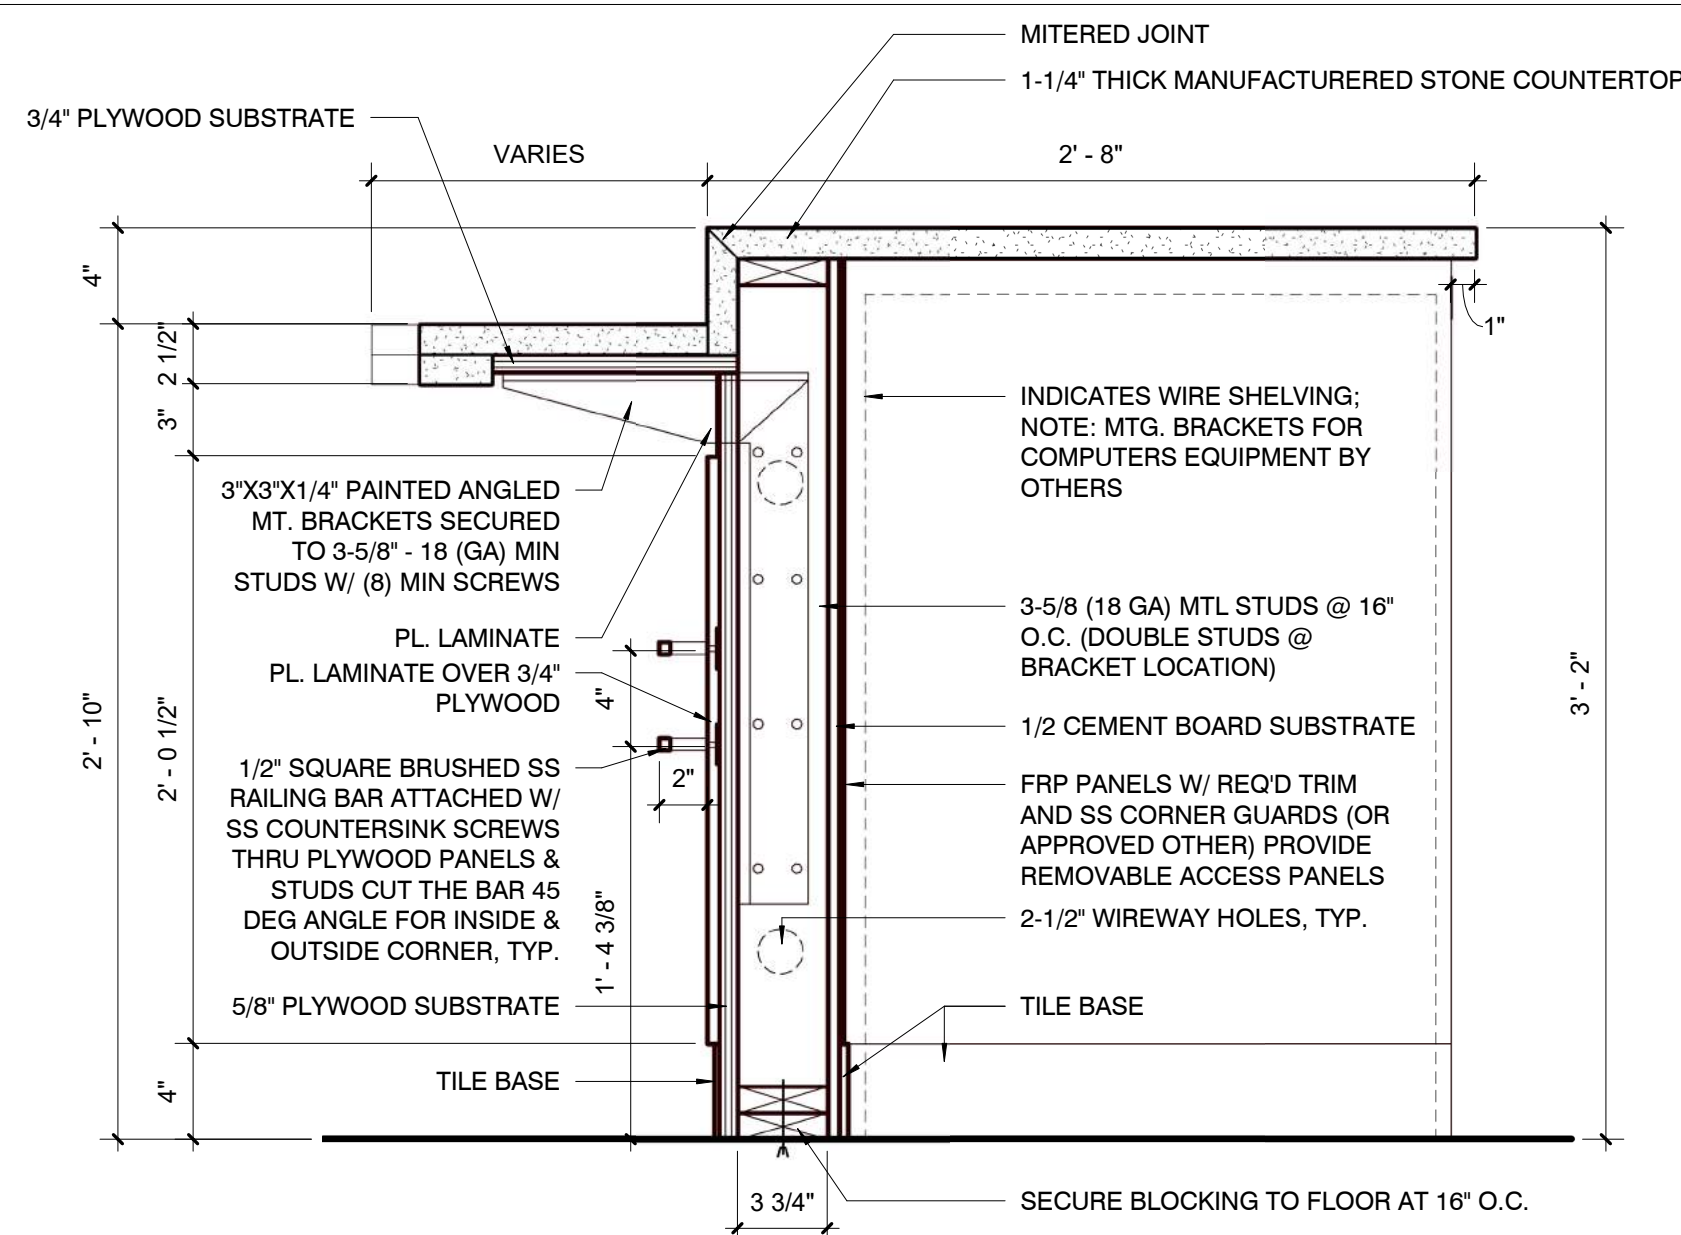 MITERED JOINT
1-1/4" THICK MANUFACTURERED STONE COUNTERTOP
3/4" PLYWOOD SUBSTRATE
VARIES
2' - 8"
4"
2 1/2"
3"
1"
INDICATES WIRE SHELVING;
NOTE: MTG. BRACKETS FOR
COMPUTERS EQUIPMENT BY
OTHERS
3"X3"X1/4" PAINTED ANGLED
MT. BRACKETS SECURED
TO 3-5/8" - 18 (GA) MIN
STUDS W/ (8) MIN SCREWS
3-5/8 (18 GA) MTL STUDS @ 16"
O.C. (DOUBLE STUDS @
BRACKET LOCATION)
PL. LAMINATE
PL. LAMINATE OVER 3/4"
PLYWOOD
4"
2' - 10"
2' - 0 1/2"
3' - 2"
1/2 CEMENT BOARD SUBSTRATE
1/2" SQUARE BRUSHED SS
RAILING BAR ATTACHED W/
SS COUNTERSINK SCREWS
THRU PLYWOOD PANELS &
STUDS CUT THE BAR 45
DEG ANGLE FOR INSIDE &
OUTSIDE CORNER, TYP.
2"
FRP PANELS W/ REQ'D TRIM
AND SS CORNER GUARDS (OR
APPROVED OTHER) PROVIDE
REMOVABLE ACCESS PANELS
1' - 4 3/8"
2-1/2" WIREWAY HOLES, TYP.
5/8" PLYWOOD SUBSTRATE
TILE BASE
TILE BASE
4"
3 3/4"
SECURE BLOCKING TO FLOOR AT 16" O.C.